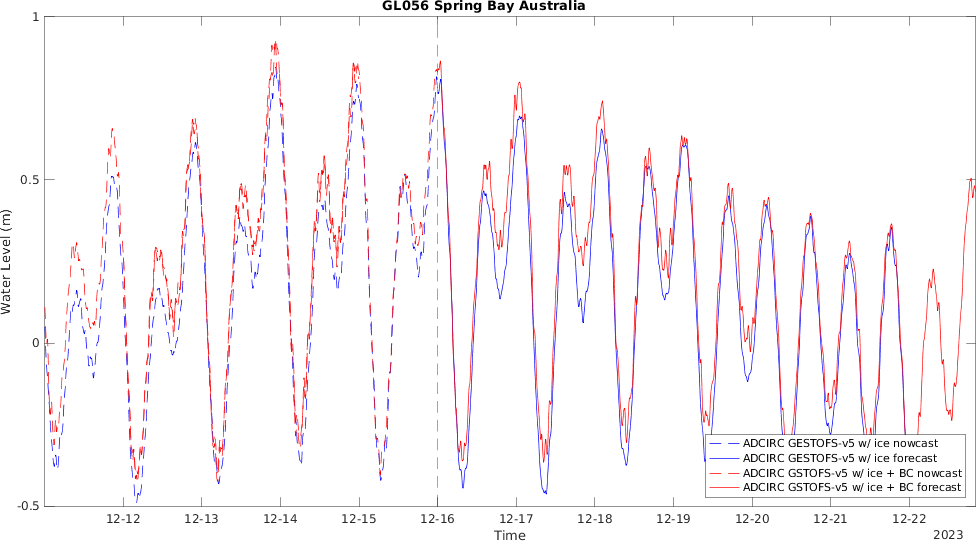 GL056 Spring Bay Australia
1
0.5
0
-0.5
Water Level (m)
12-12 12-13 12-14 12-15 12-16 12-17 12-18 12-19 12-20 12-21 12-22
Time
2023
ADCIRC GESTOFS-v5 w/ ice nowcast
ADCIRC GESTOFS-v5 w/ ice forecast
ADCIRC GSTOFS-v5 w/ ice + BC nowcast
ADCIRC GSTOFS-v5 w/ ice + BC forecast